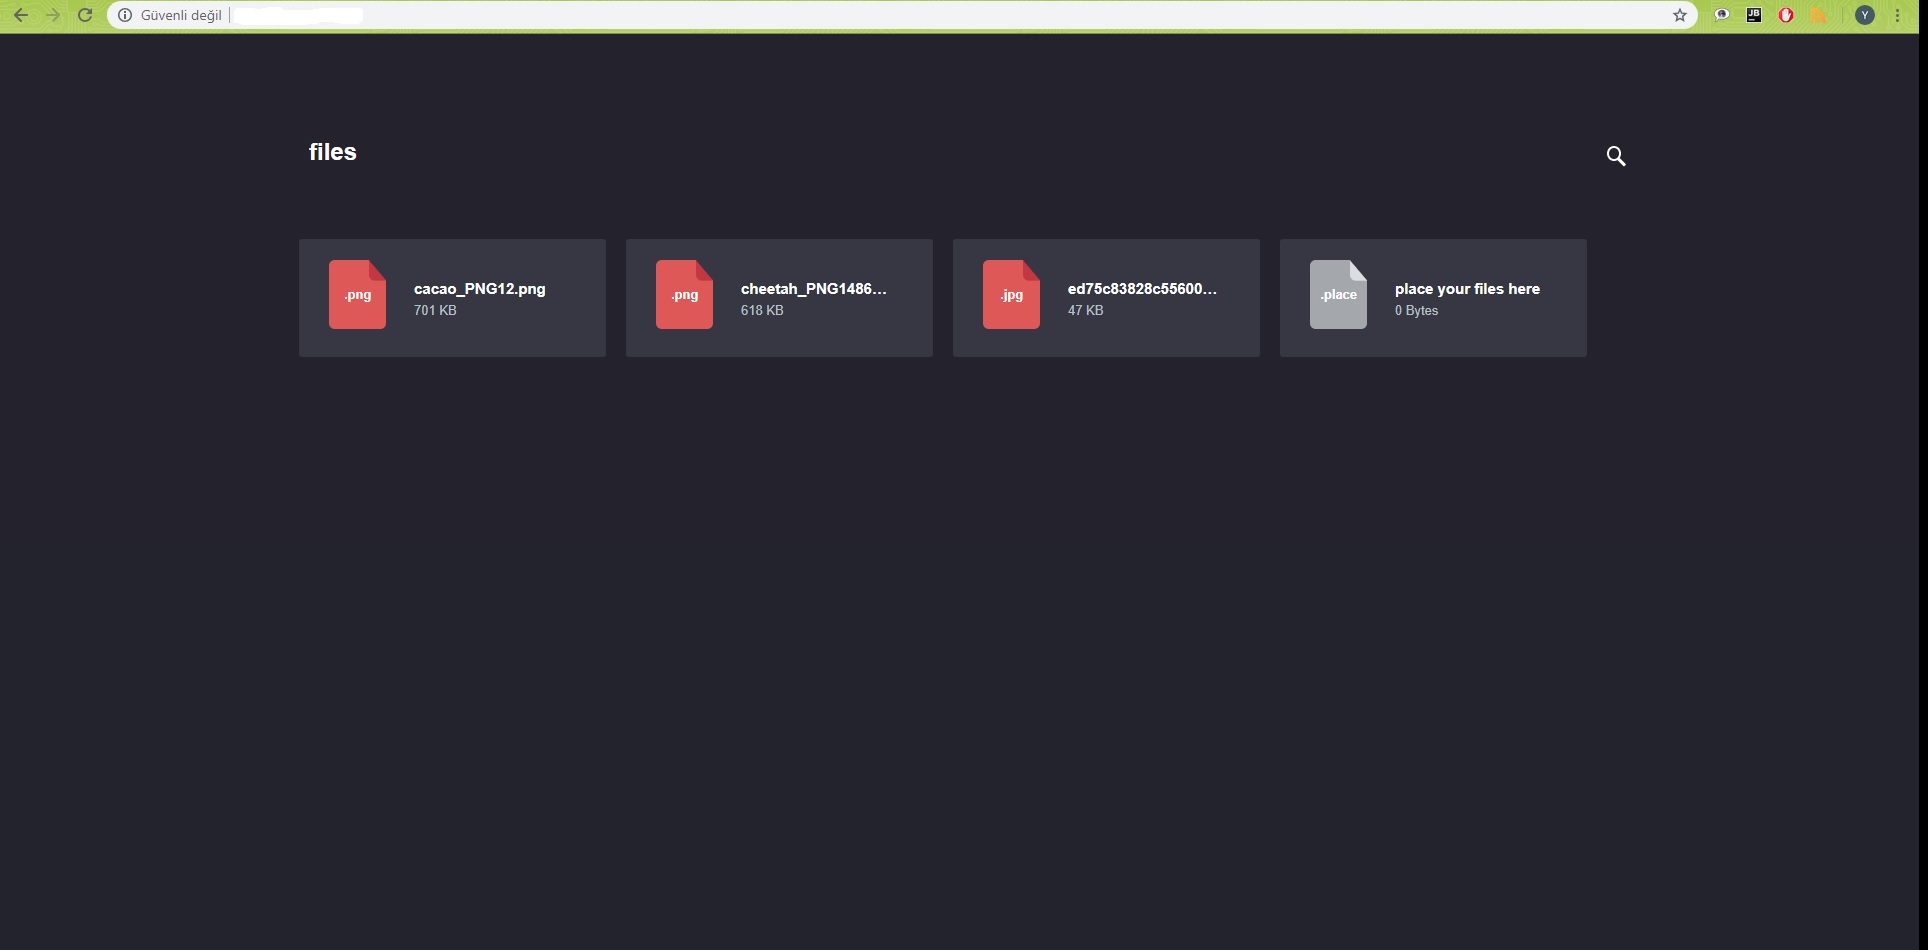 Güvenli değil
JB
Y
files
.png
cacao_PNG12.png
701 KB
.png
cheetah_PNG1486...
618 KB
.jpg
ed75c83828c55600...
47 KB
.place
place your files here
0 Bytes